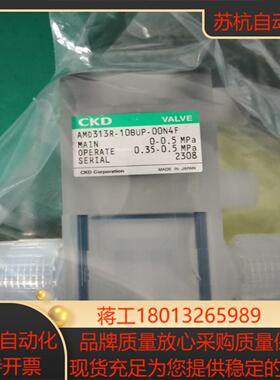 苏杭自动
CKD
VALVE
AMD313R-10BUP-00N4F
MAIN 0-0.5 MPa
OPERATE 0.35-0.5 MPa
SERIAL 2308
CKD Corporation MADE IN JAPAN
蒋工18013265989
自动化
品牌质量放心采购质量保
开票
现货充足为您提供现